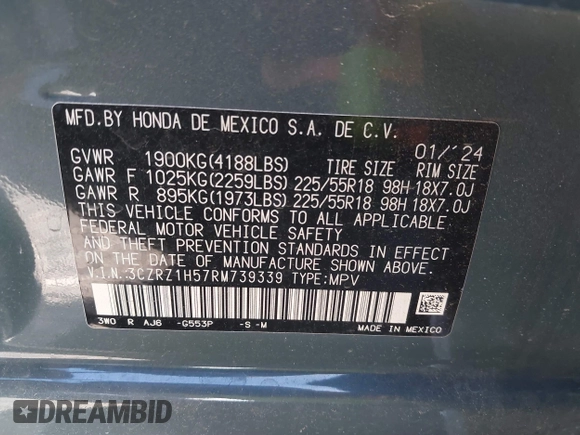 MFD.BY HONDA DE MEXICO S.A. DE C.V.
01/'24
GVWR 1900KG(4188LBS) TIRE SIZE RIM SIZE
GAWR F 1025KG(2259LBS) 225/55R18 98H 18X7.0J
GAWR R 895KG(1973LBS) 225/55R18 98H 18X7.0J
THIS VEHICLE CONFORMS TO ALL APPLICABLE
FEDERAL MOTOR VEHICLE SAFETY, BUMPER,
AND THEFT PREVENTION STANDARDS IN EFFECT
ON THE DATE OF MANUFACTURE SHOWN ABOVE.
V.I.N.:3CZRZ1H57RM739339 TYPE:MPV
3WO R AJ6 -G553P -S -M
MADE IN MEXICO
DREAMBID